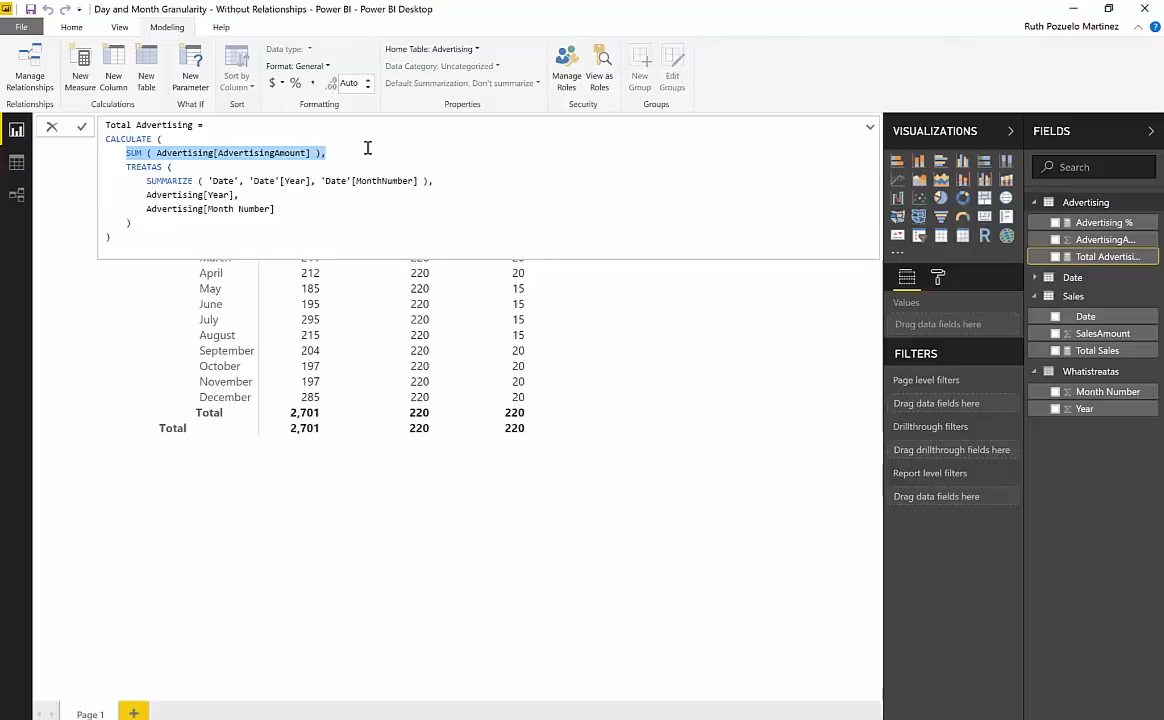 Day and Month Granularity - Without Relationships - Power BI - Power BI Desktop
File
Home
View
Modeling
Help
Ruth Pozuelo Martinez
Manage Relationships
New Measure
New Column
New Table
New Parameter
Sort by Column
Data type:
Format: General
$ % , .00 Auto
Home Table: Advertising
Data Category: Uncategorized
Default Summarization: Don't summarize
Manage Roles
View as Roles
New Group
Edit Groups
Relationships
Calculations
What If
Sort
Formatting
Properties
Security
Groups
Total Advertising =
CALCULATE (
SUM ( Advertising[AdvertisingAmount] ),
TREATAS (
SUMMARIZE ( 'Date', 'Date'[Year], 'Date'[MonthNumber] ),
Advertising[Year],
Advertising[Month Number]
)
)
April 212 220 20
May 185 220 15
June 195 220 15
July 295 220 15
August 215 220 15
September 204 220 20
October 197 220 20
November 197 220 20
December 285 220 20
Total 2,701 220 220
Total 2,701 220 220
Page 1
VISUALIZATIONS
R
Values
Drag data fields here
FILTERS
Page level filters
Drag data fields here
Drillthrough filters
Drag drillthrough fields here
Report level filters
Drag data fields here
FIELDS
Search
Advertising
Advertising %
AdvertisingA...
Total Advertisi...
Date
Sales
Date
SalesAmount
Total Sales
Whatistreatas
Month Number
Year